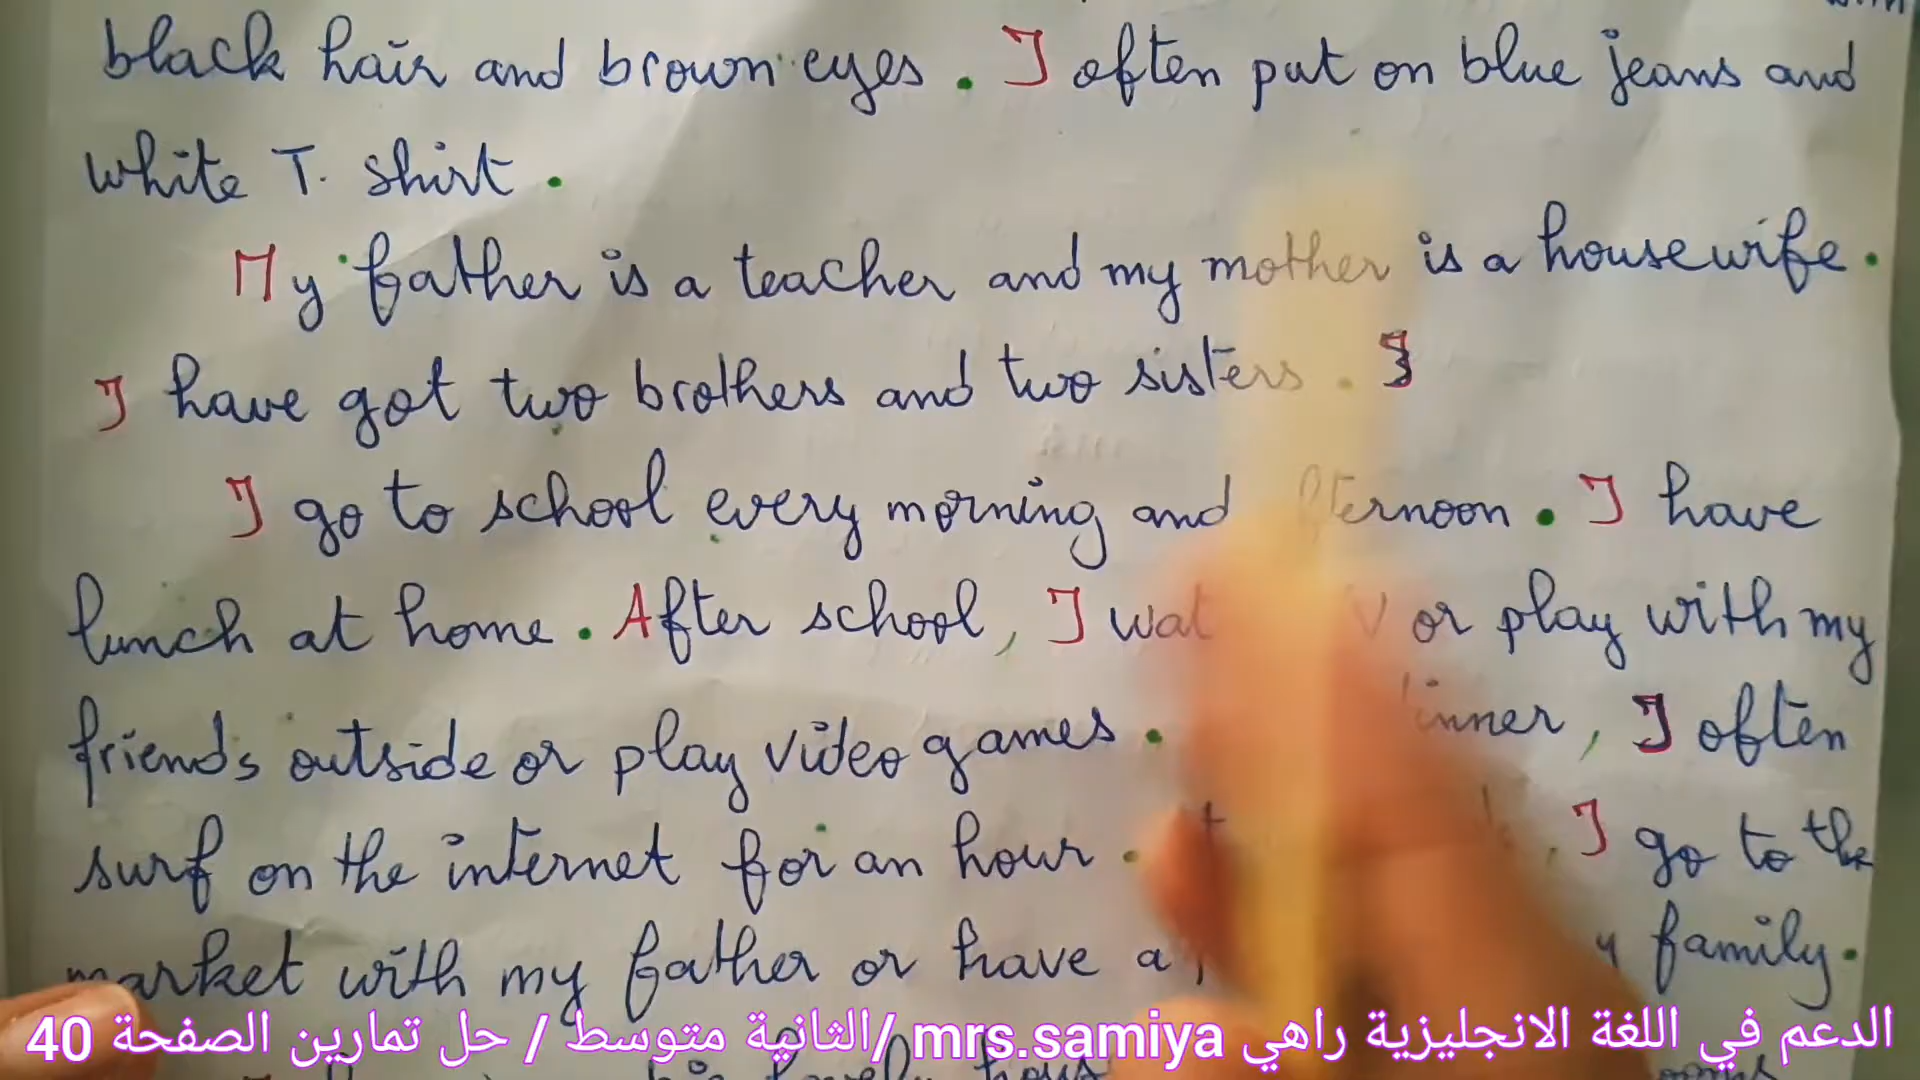 black hair and brown eyes. I often put on blue jeans and
white T. shirt.
My father is a teacher and my mother is a housewife.
I have got two brothers and two sisters.
I go to school every morning and afternoon. I have
lunch at home. After school, I or play with my
friends outside or play video games. dinner, I often
surf on the internet for an hour. , I go to the
market with my father or have a family.
الدعم في اللغة الانجليزية راهي mrs.samiya /الثانية متوسط / حل تمارين الصفحة 40